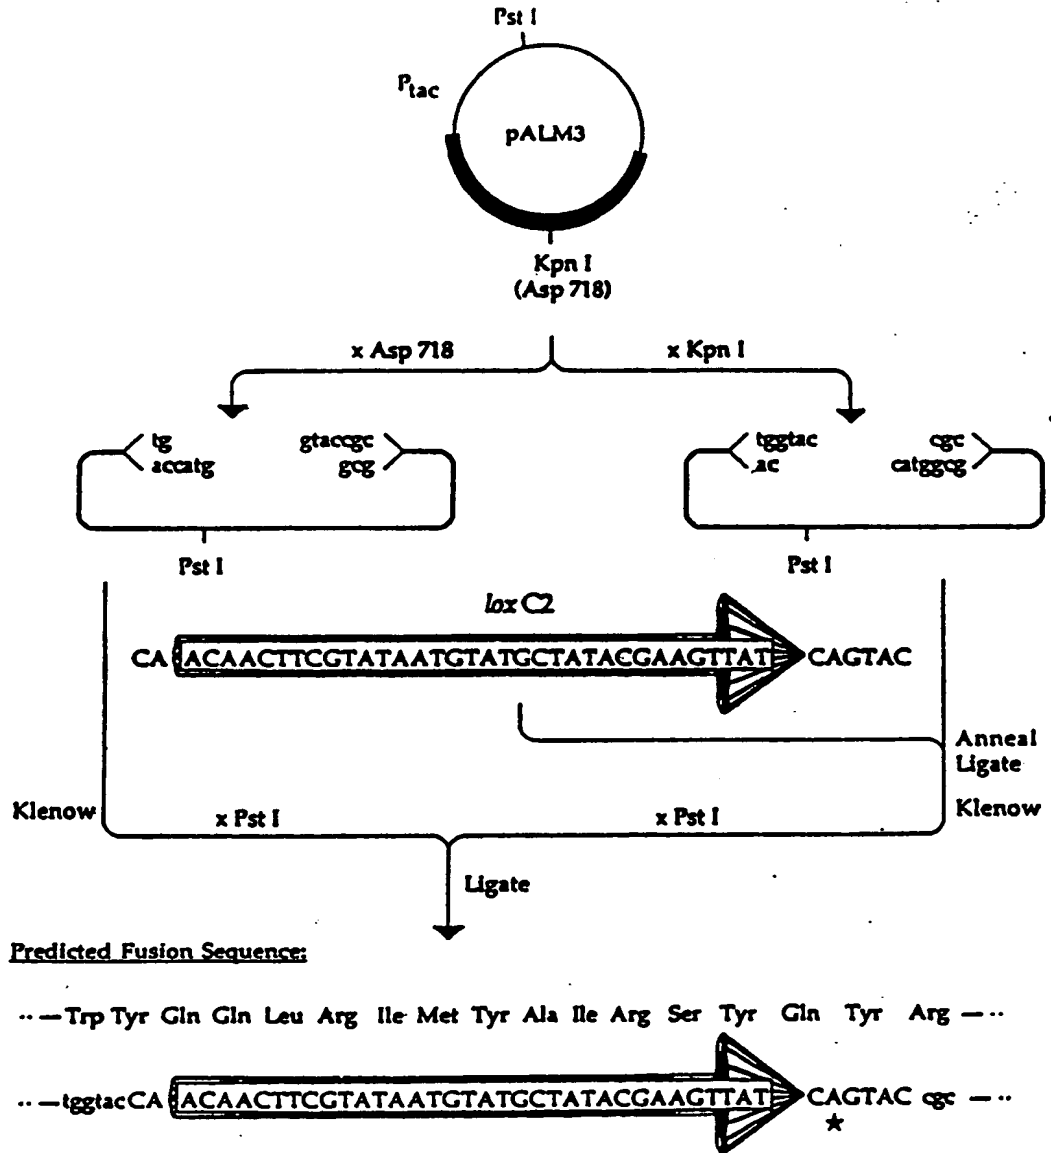 Pst I
Ptac
pALM3
Kpn I
(Asp 718)
x Asp 718
x Kpn I
tg
accatg
gtaccgc
gcg
tggtac
ac
cgc
catggcg
Pst I
Pst I
lox C2
CA ACAACTTCGTATAATGTATGCTATACGAAGTTAT CAGTAC
Anneal
Ligate
Klenow
x Pst I
x Pst I
Klenow
Ligate
Predicted Fusion Sequence:
·· — Trp Tyr Gln Gln Leu Arg Ile Met Tyr Ala Ile Arg Ser Tyr Gln Tyr Arg — ··
·· — tggtac CA ACAACTTCGTATAATGTATGCTATACGAAGTTAT CAGTAC cgc — ··
★